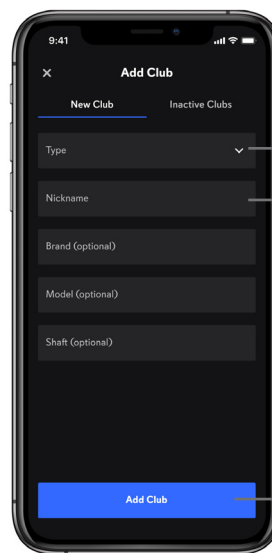 9:41
Add Club
New Club Inactive Clubs
Type
Nickname
Brand (optional)
Model (optional)
Shaft (optional)
Add Club